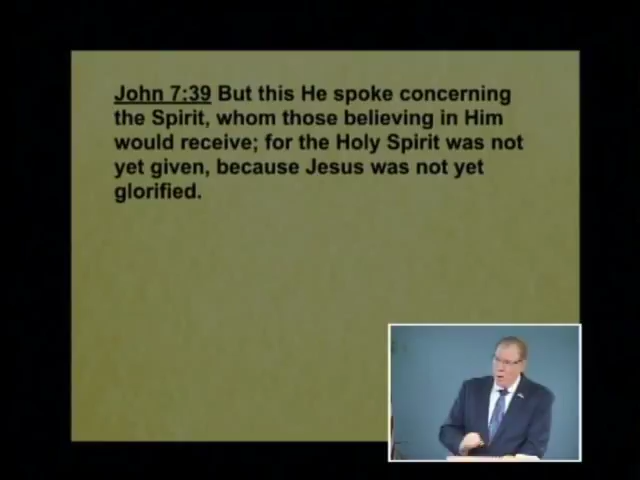 John 7:39 But this He spoke concerning
the Spirit, whom those believing in Him
would receive; for the Holy Spirit was not
yet given, because Jesus was not yet
glorified.